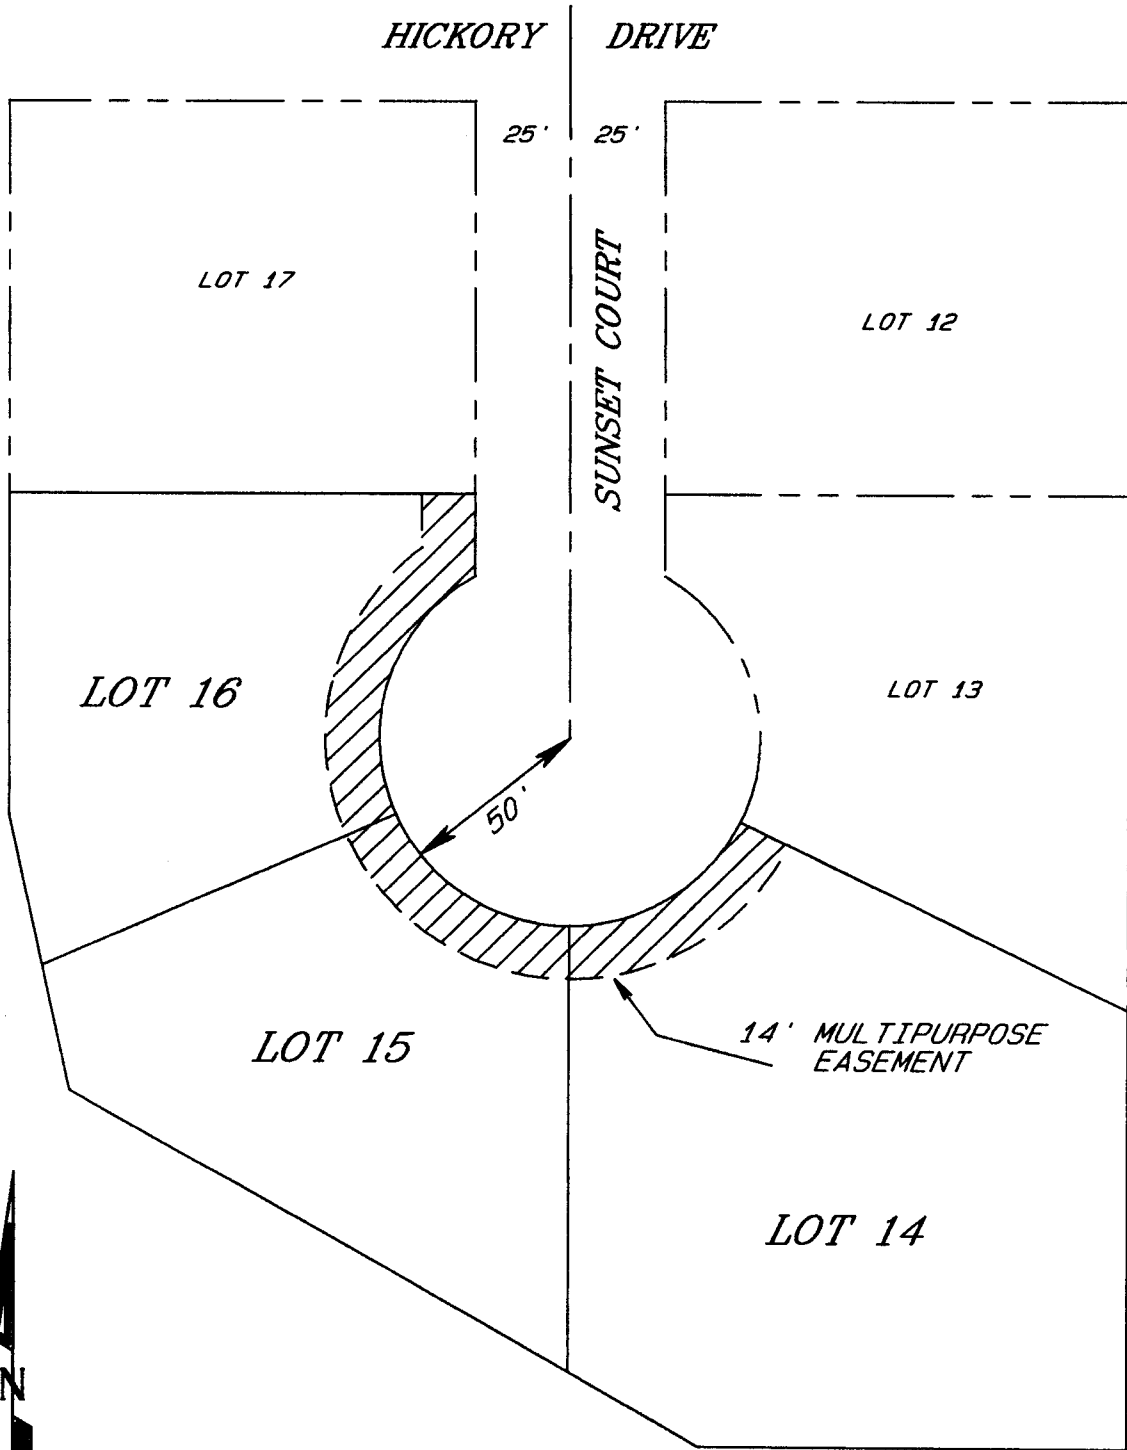 HICKORY DRIVE
25' 25'
SUNSET COURT
LOT 17
LOT 12
LOT 16
LOT 13
50'
LOT 15
14' MULTIPURPOSE
EASEMENT
LOT 14
N